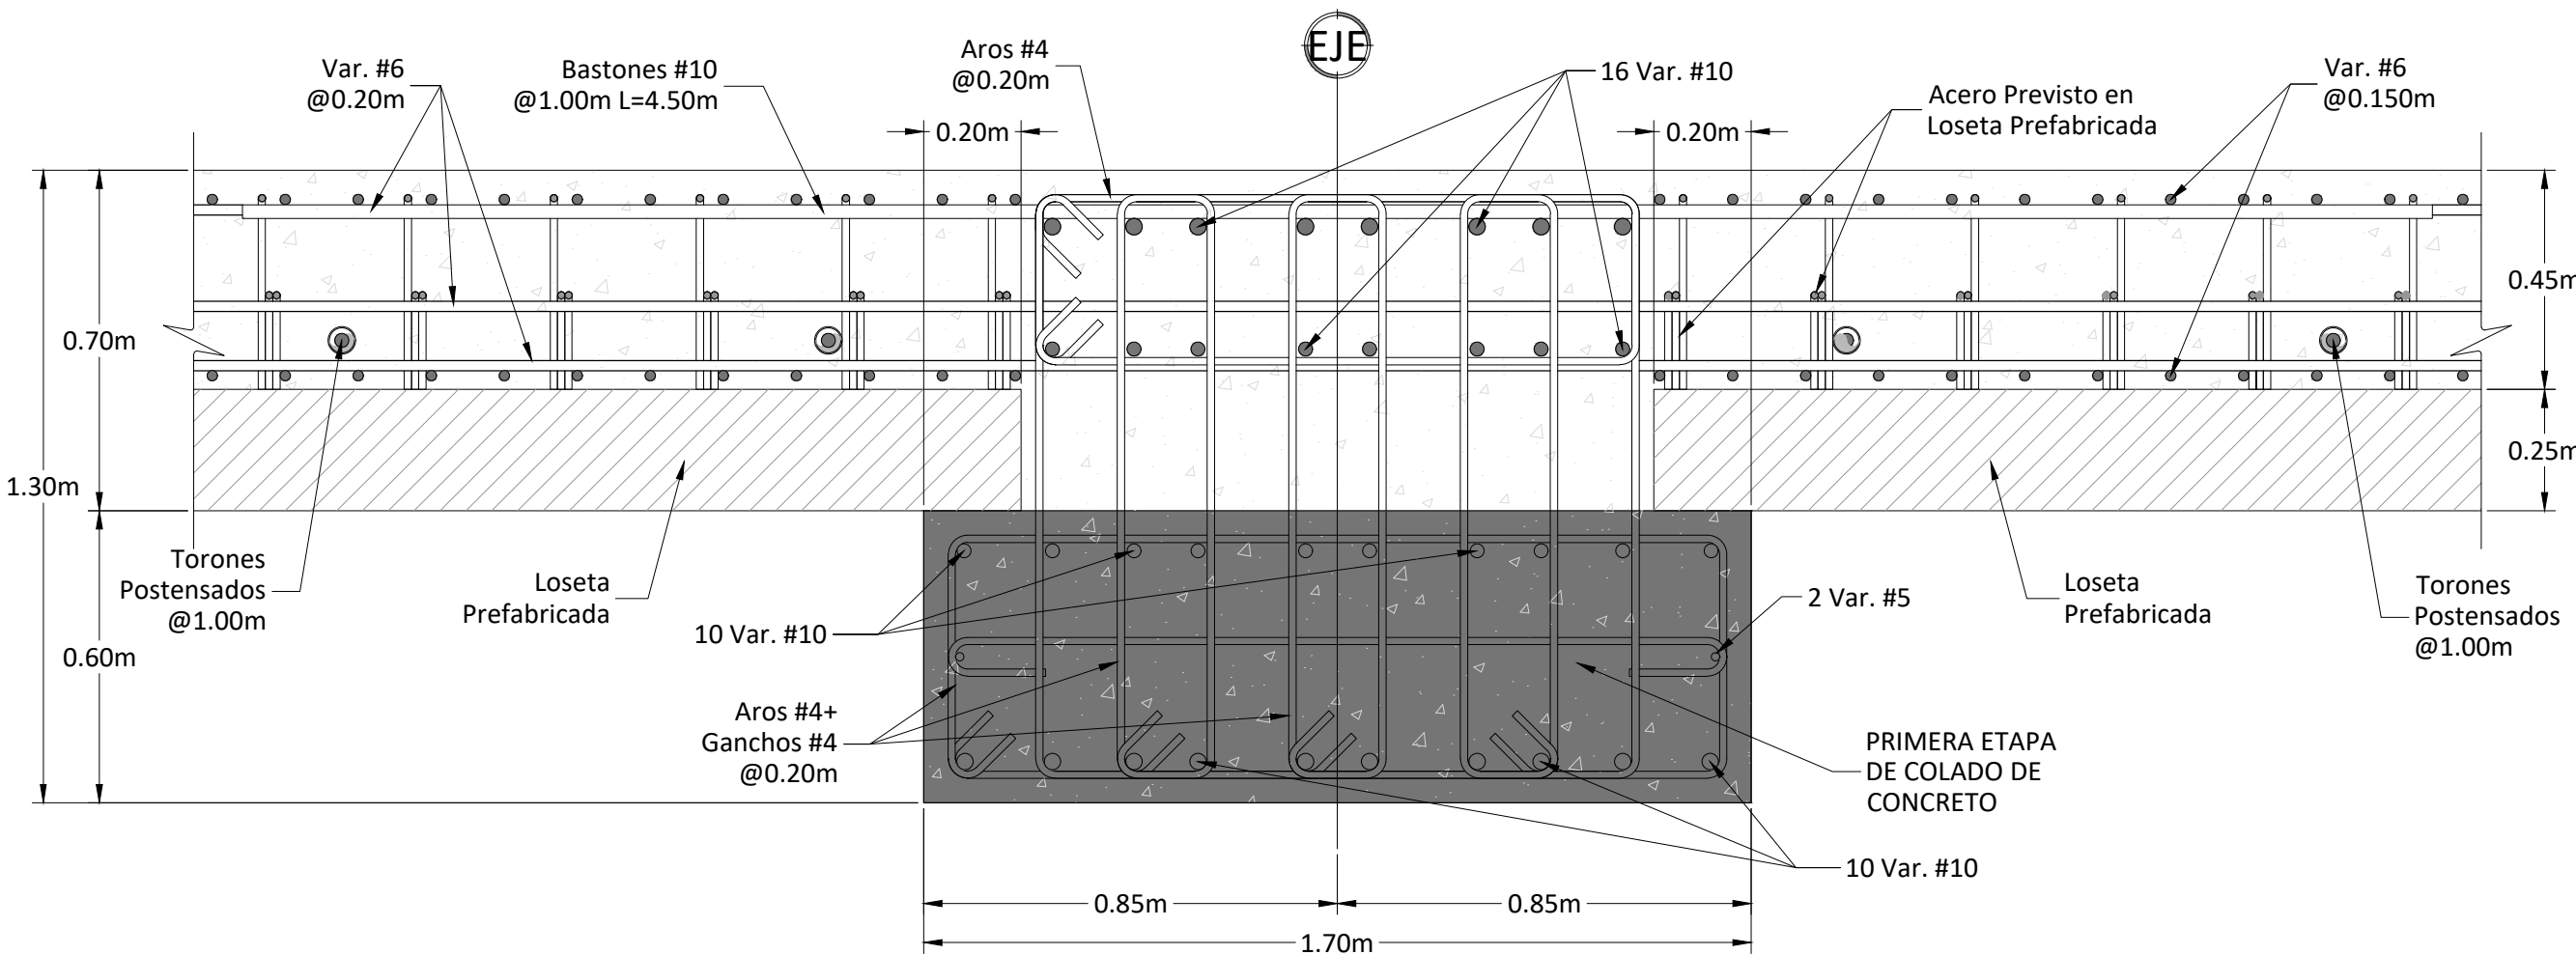 EJE
Aros #4
@0.20m
Var. #6
@0.20m
Bastones #10
@1.00m L=4.50m
16 Var. #10
Var. #6
@0.150m
Acero Previsto en
Loseta Prefabricada
0.20m
0.20m
0.45m
0.70m
0.25m
1.30m
Torones
Postensados
@1.00m
Loseta
Prefabricada
0.60m
10 Var. #10
2 Var. #5
Loseta
Prefabricada
Torones
Postensados
@1.00m
Aros #4+
Ganchos #4
@0.20m
PRIMERA ETAPA
DE COLADO DE
CONCRETO
10 Var. #10
0.85m
0.85m
1.70m